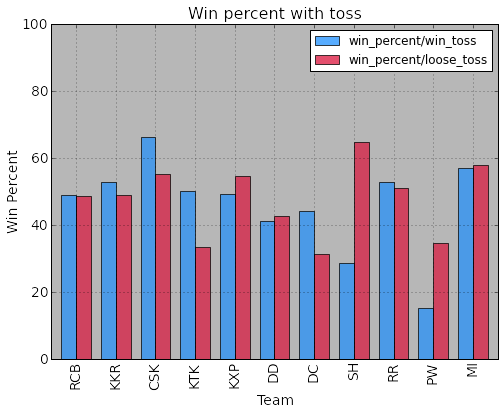 Win percent with toss
win_percent/win_toss
win_percent/loose_toss
Win Percent
100
80
60
40
20
0
RCB
KKR
CSK
KTK
KXP
DD
DC
SH
RR
PW
MI
Team